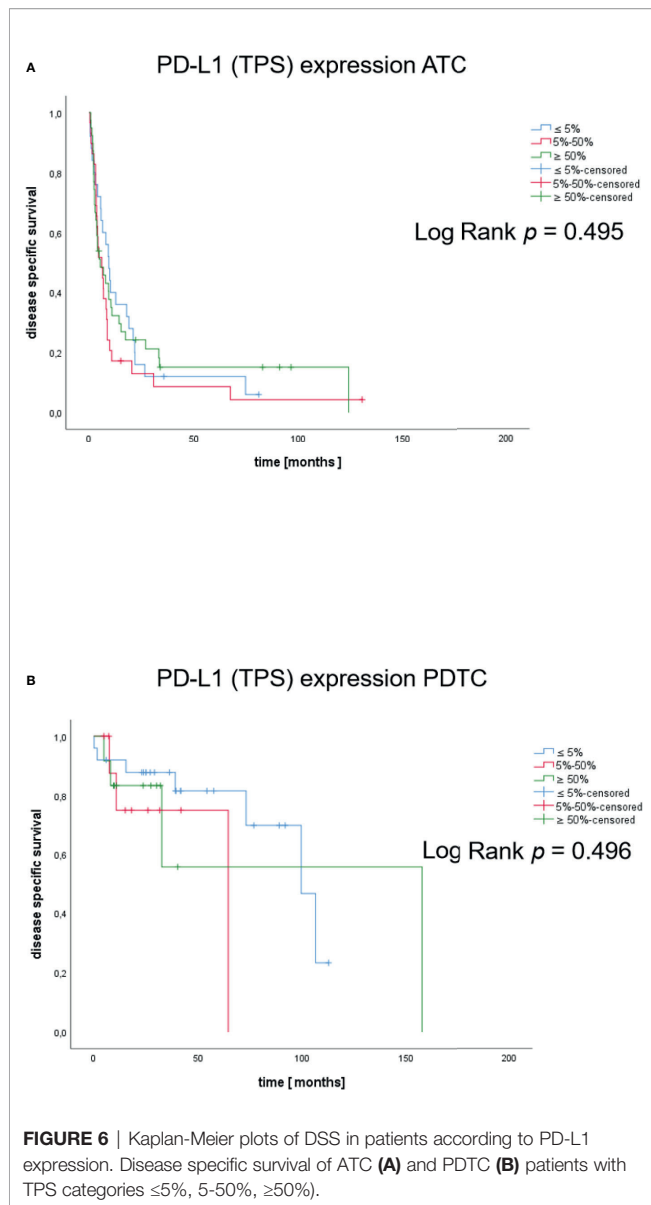 A
PD-L1 (TPS) expression ATC
1,0
0,8
0,6
0,4
0,2
0,0
disease specific survival
≤ 5%
5%-50%
≥ 50%
≤ 5%-censored
5%-50%-censored
≥ 50%-censored
Log Rank p = 0.495
0 50 100 150 200
time [months ]
B
PD-L1 (TPS) expression PDTC
1,0
0,8
0,6
0,4
0,2
0,0
disease specific survival
≤ 5%
5%-50%
≥ 50%
≤ 5%-censored
5%-50%-censored
≥ 50%-censored
Log Rank p = 0.496
0 50 100 150 200
time [months]
FIGURE 6 | Kaplan-Meier plots of DSS in patients according to PD-L1
expression. Disease specific survival of ATC (A) and PDTC (B) patients with
TPS categories ≤5%, 5-50%, ≥50%).